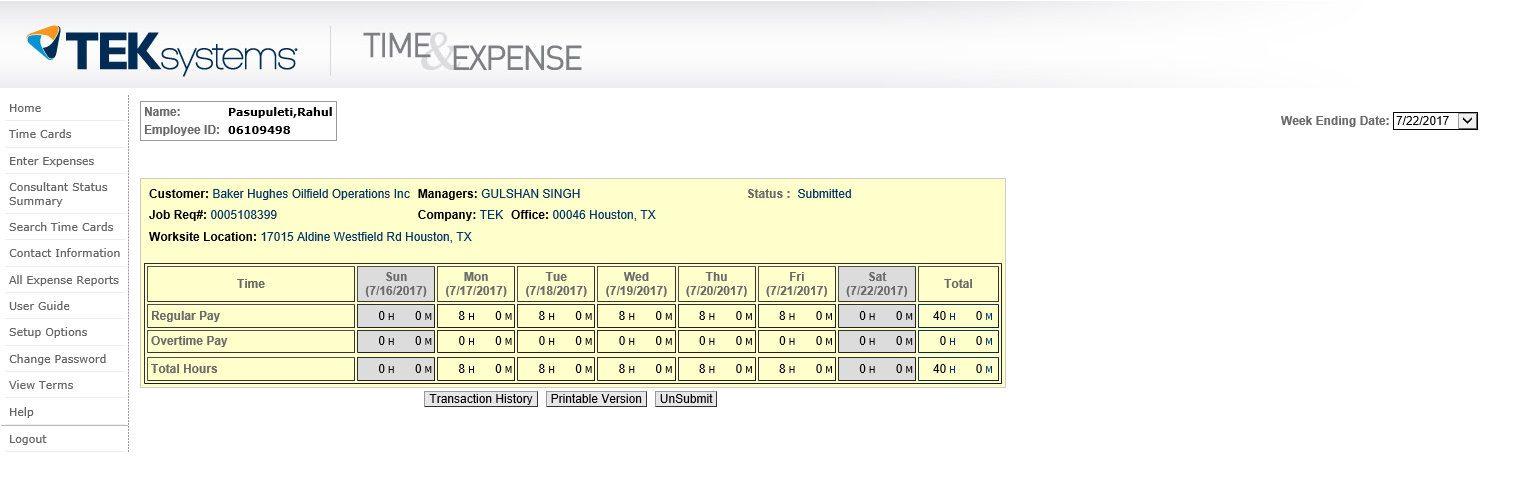 TEKsystems
TIME & EXPENSE
Home
Time Cards
Enter Expenses
Consultant Status
Summary
Search Time Cards
Contact Information
All Expense Reports
User Guide
Setup Options
Change Password
View Terms
Help
Logout
Name: Pasupuleti,Rahul
Employee ID: 06109498
Week Ending Date: 7/22/2017
Customer: Baker Hughes Oilfield Operations Inc Managers: GULSHAN SINGH Status : Submitted
Job Req#: 0005108399 Company: TEK Office: 00046 Houston, TX
Worksite Location: 17015 Aldine Westfield Rd Houston, TX
Time Sun (7/16/2017) Mon (7/17/2017) Tue (7/18/2017) Wed (7/19/2017) Thu (7/20/2017) Fri (7/21/2017) Sat (7/22/2017) Total
Regular Pay 0 H 0 M 8 H 0 M 8 H 0 M 8 H 0 M 8 H 0 M 8 H 0 M 0 H 0 M 40 H 0 M
Overtime Pay 0 H 0 M 0 H 0 M 0 H 0 M 0 H 0 M 0 H 0 M 0 H 0 M 0 H 0 M 0 H 0 M
Total Hours 0 H 0 M 8 H 0 M 8 H 0 M 8 H 0 M 8 H 0 M 8 H 0 M 0 H 0 M 40 H 0 M
Transaction History Printable Version UnSubmit